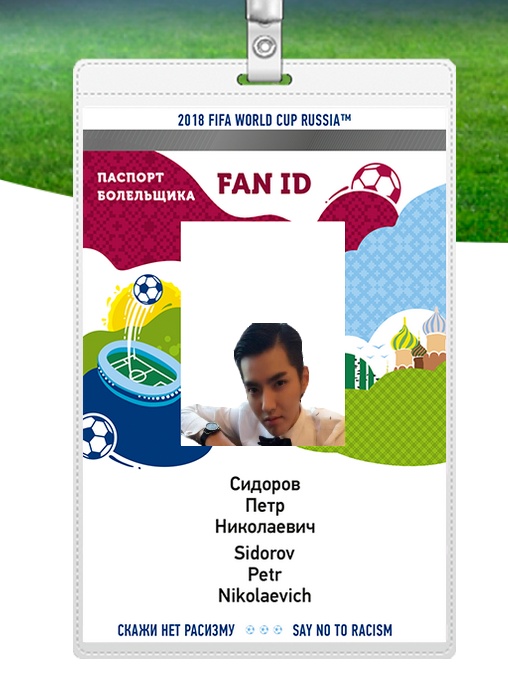 2018 FIFA WORLD CUP RUSSIA™
ПАСПОРТ
БОЛЕЛЬЩИКА
FAN ID
Сидоров
Петр
Николаевич
Sidorov
Petr
Nikolaevich
СКАЖИ НЕТ РАСИЗМУ SAY NO TO RACISM